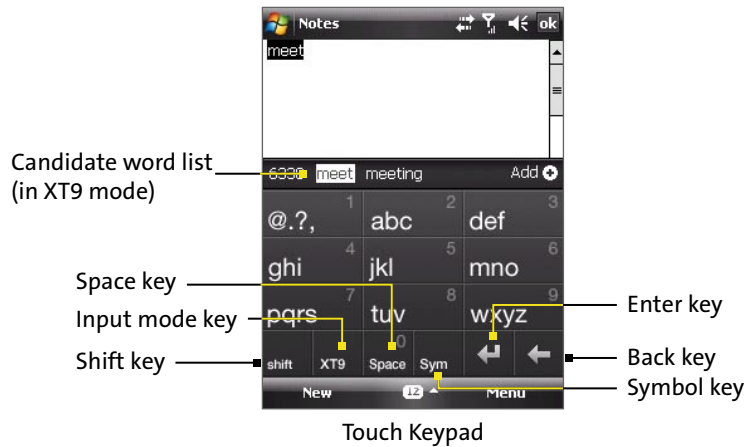 Notes
ok
meet
Candidate word list
(in XT9 mode)
6338 meet meeting Add
@.?, 1 abc 2 def 3
ghi 4 jkl 5 mno 6
pqrs 7 tuv 8 wxyz 9
shift XT9 Space 0 Sym
New 12 Menu
Space key
Input mode key
Shift key
Enter key
Back key
Symbol key
Touch Keypad